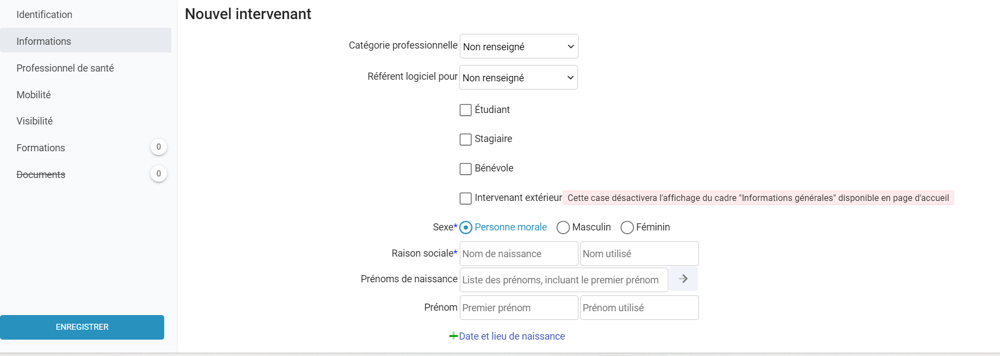 Identification
Informations
Professionnel de santé
Mobilité
Visibilité
Formations 0
Documents 0
ENREGISTRER
Nouvel intervenant
Catégorie professionnelle Non renseigné
Référent logiciel pour Non renseigné
Étudiant
Stagiaire
Bénévole
Intervenant extérieur Cette case désactivera l'affichage du cadre "Informations générales" disponible en page d'accueil
Sexe* Personne morale Masculin Féminin
Raison sociale* Nom de naissance Nom utilisé
Prénoms de naissance Liste des prénoms, incluant le premier prénom
Prénom Premier prénom Prénom utilisé
Date et lieu de naissance